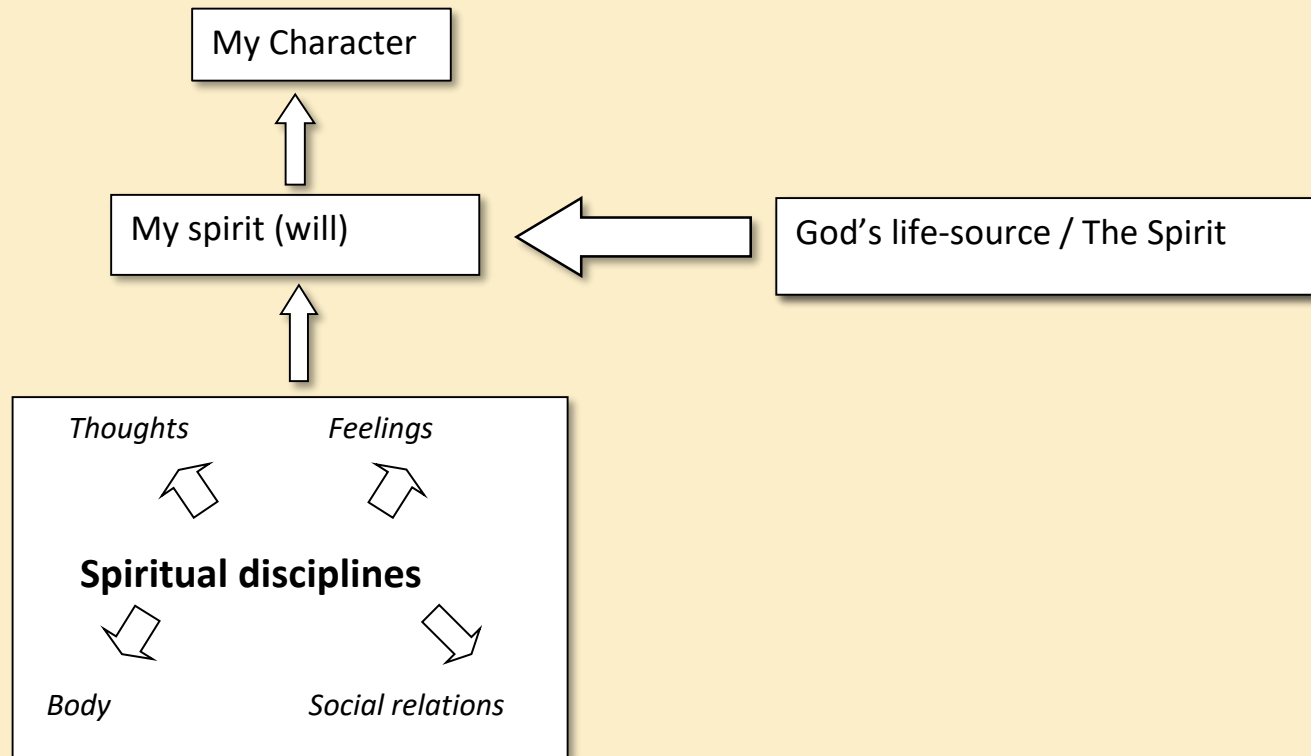 My Character
My spirit (will)
God’s life-source / The Spirit
Thoughts
Feelings
Spiritual disciplines
Body
Social relations